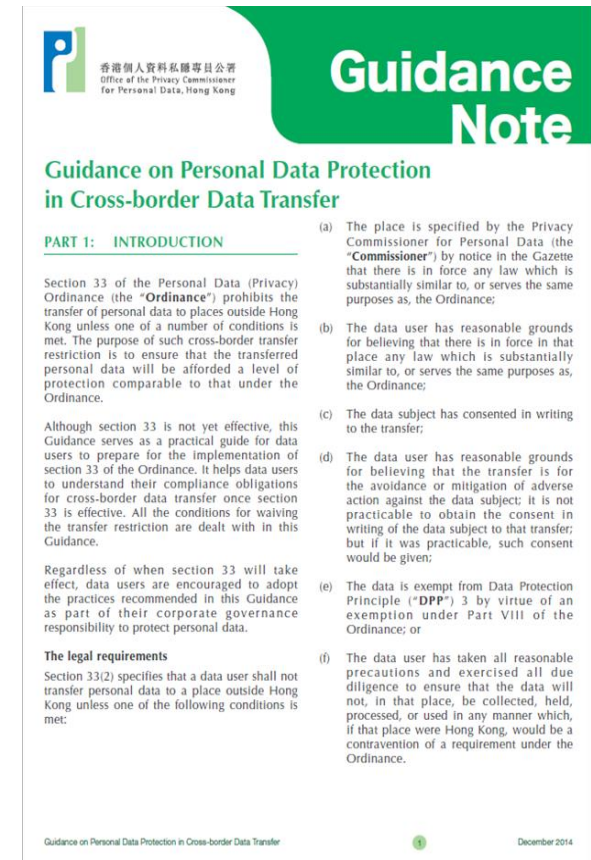 香港個人資料私隱專員公署
Office of the Privacy Commissioner
for Personal Data, Hong Kong
Guidance
Note
Guidance on Personal Data Protection
in Cross-border Data Transfer
PART 1: INTRODUCTION
Section 33 of the Personal Data (Privacy)
Ordinance (the "Ordinance") prohibits the
transfer of personal data to places outside Hong
Kong unless one of a number of conditions is
met. The purpose of such cross-border transfer
restriction is to ensure that the transferred
personal data will be afforded a level of
protection comparable to that under the
Ordinance.
Although section 33 is not yet effective, this
Guidance serves as a practical guide for data
users to prepare for the implementation of
section 33 of the Ordinance. It helps data users
to understand their compliance obligations
for cross-border data transfer once section
33 is effective. All the conditions for waiving
the transfer restriction are dealt with in this
Guidance.
Regardless of when section 33 will take
effect, data users are encouraged to adopt
the practices recommended in this Guidance
as part of their corporate governance
responsibility to protect personal data.
The legal requirements
Section 33(2) specifies that a data user shall not
transfer personal data to a place outside Hong
Kong unless one of the following conditions is
met:
(a) The place is specified by the Privacy
Commissioner for Personal Data (the
"Commissioner") by notice in the Gazette
that there is in force any law which is
substantially similar to, or serves the same
purposes as, the Ordinance;
(b) The data user has reasonable grounds
for believing that there is in force in that
place any law which is substantially
similar to, or serves the same purposes as,
the Ordinance;
(c) The data subject has consented in writing
to the transfer;
(d) The data user has reasonable grounds
for believing that the transfer is for
the avoidance or mitigation of adverse
action against the data subject; it is not
practicable to obtain the consent in
writing of the data subject to that transfer;
but if it was practicable, such consent
would be given;
(e) The data is exempt from Data Protection
Principle ("DPP") 3 by virtue of an
exemption under Part VIII of the
Ordinance; or
(f) The data user has taken all reasonable
precautions and exercised all due
diligence to ensure that the data will
not, in that place, be collected, held,
processed, or used in any manner which,
if that place were Hong Kong, would be a
contravention of a requirement under the
Ordinance.
Guidance on Personal Data Protection in Cross-border Data Transfer
1
December 2014